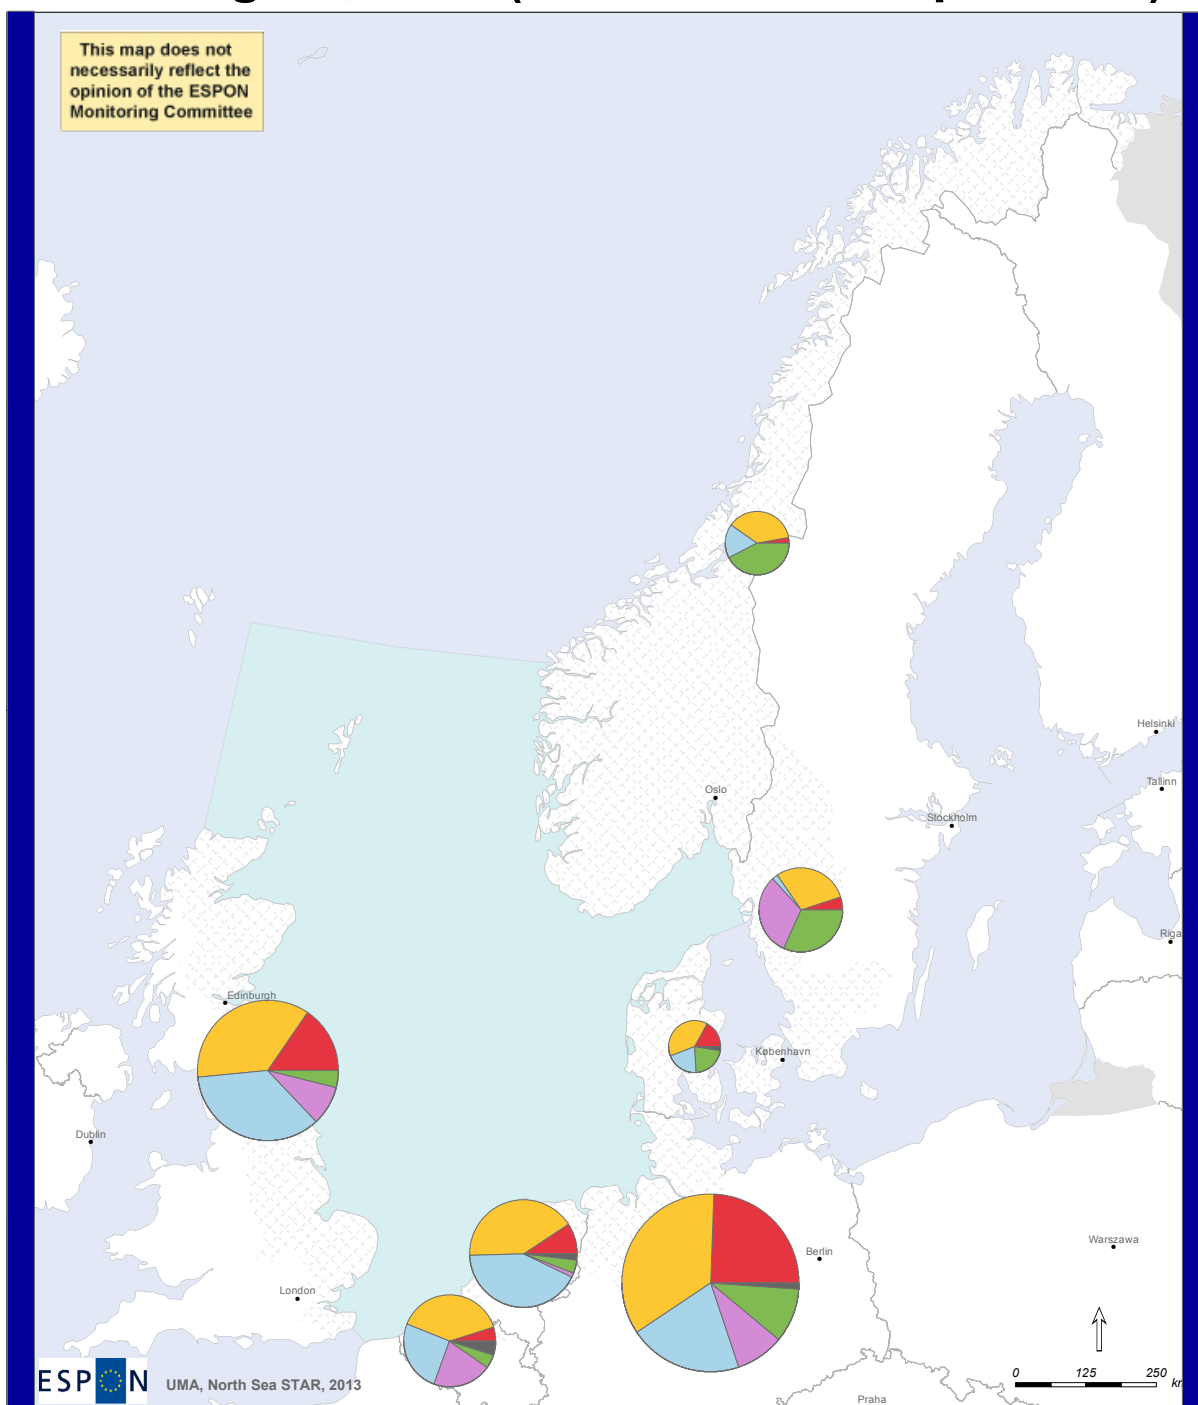 This map does not
necessarily reflect the
opinion of the ESPON
Monitoring Committee
Helsinki
Tallinn
Oslo
Stockholm
Riga
Edinburgh
København
Dublin
Warszawa
Berlin
London
0 125 250
km
ESPON
UMA, North Sea STAR, 2013
Praha